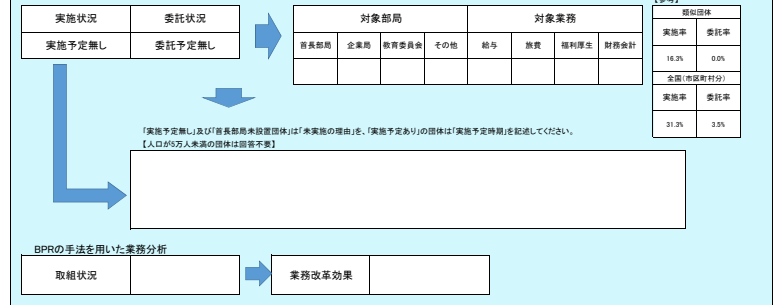 【参考】
実施状況 委託状況 対象部局 対象業務 類似団体
実施予定無し 委託予定無し 首長部局 企業局 教育委員会 その他 給与 旅費 福利厚生 財務会計 実施率 委託率
16.3% 0.0%
全国(市区町村分)
実施率 委託率
31.3% 3.5%
「実施予定無し」及び「首長部局未設置団体」は「未実施の理由」を、「実施予定あり」の団体は「実施予定時期」を記述してください。
【人口が5万人未満の団体は回答不要】
BPRの手法を用いた業務分析
取組状況 業務改革効果